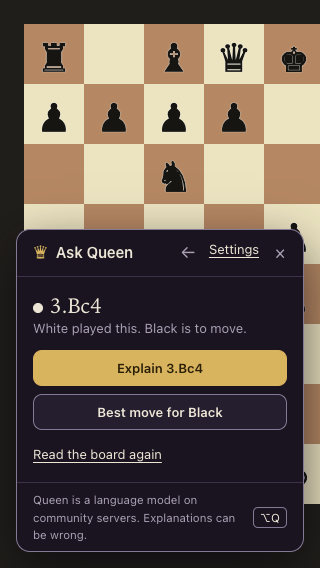 Ask Queen
Settings
3.Bc4
White played this. Black is to move.
Explain 3.Bc4
Best move for Black
Read the board again
Queen is a language model on
community servers. Explanations can
be wrong.
⌥Q